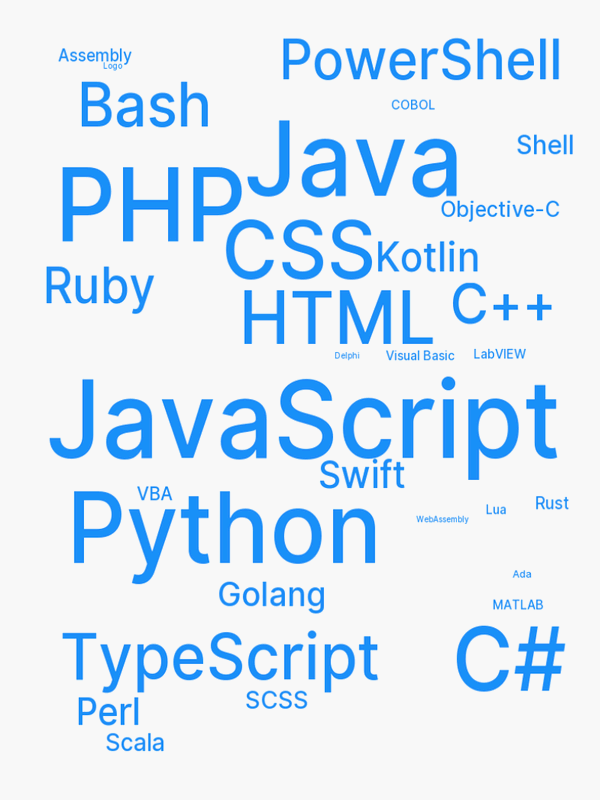 PowerShell
Assembly
Logo
Bash
COBOL
Java
Shell
PHP
Objective-C
CSS
Kotlin
Ruby
C++
HTML
Delphi
Visual Basic
LabVIEW
JavaScript
Swift
VBA
Python
Rust
Lua
WebAssembly
Ada
Golang
MATLAB
TypeScript
C#
SCSS
Perl
Scala